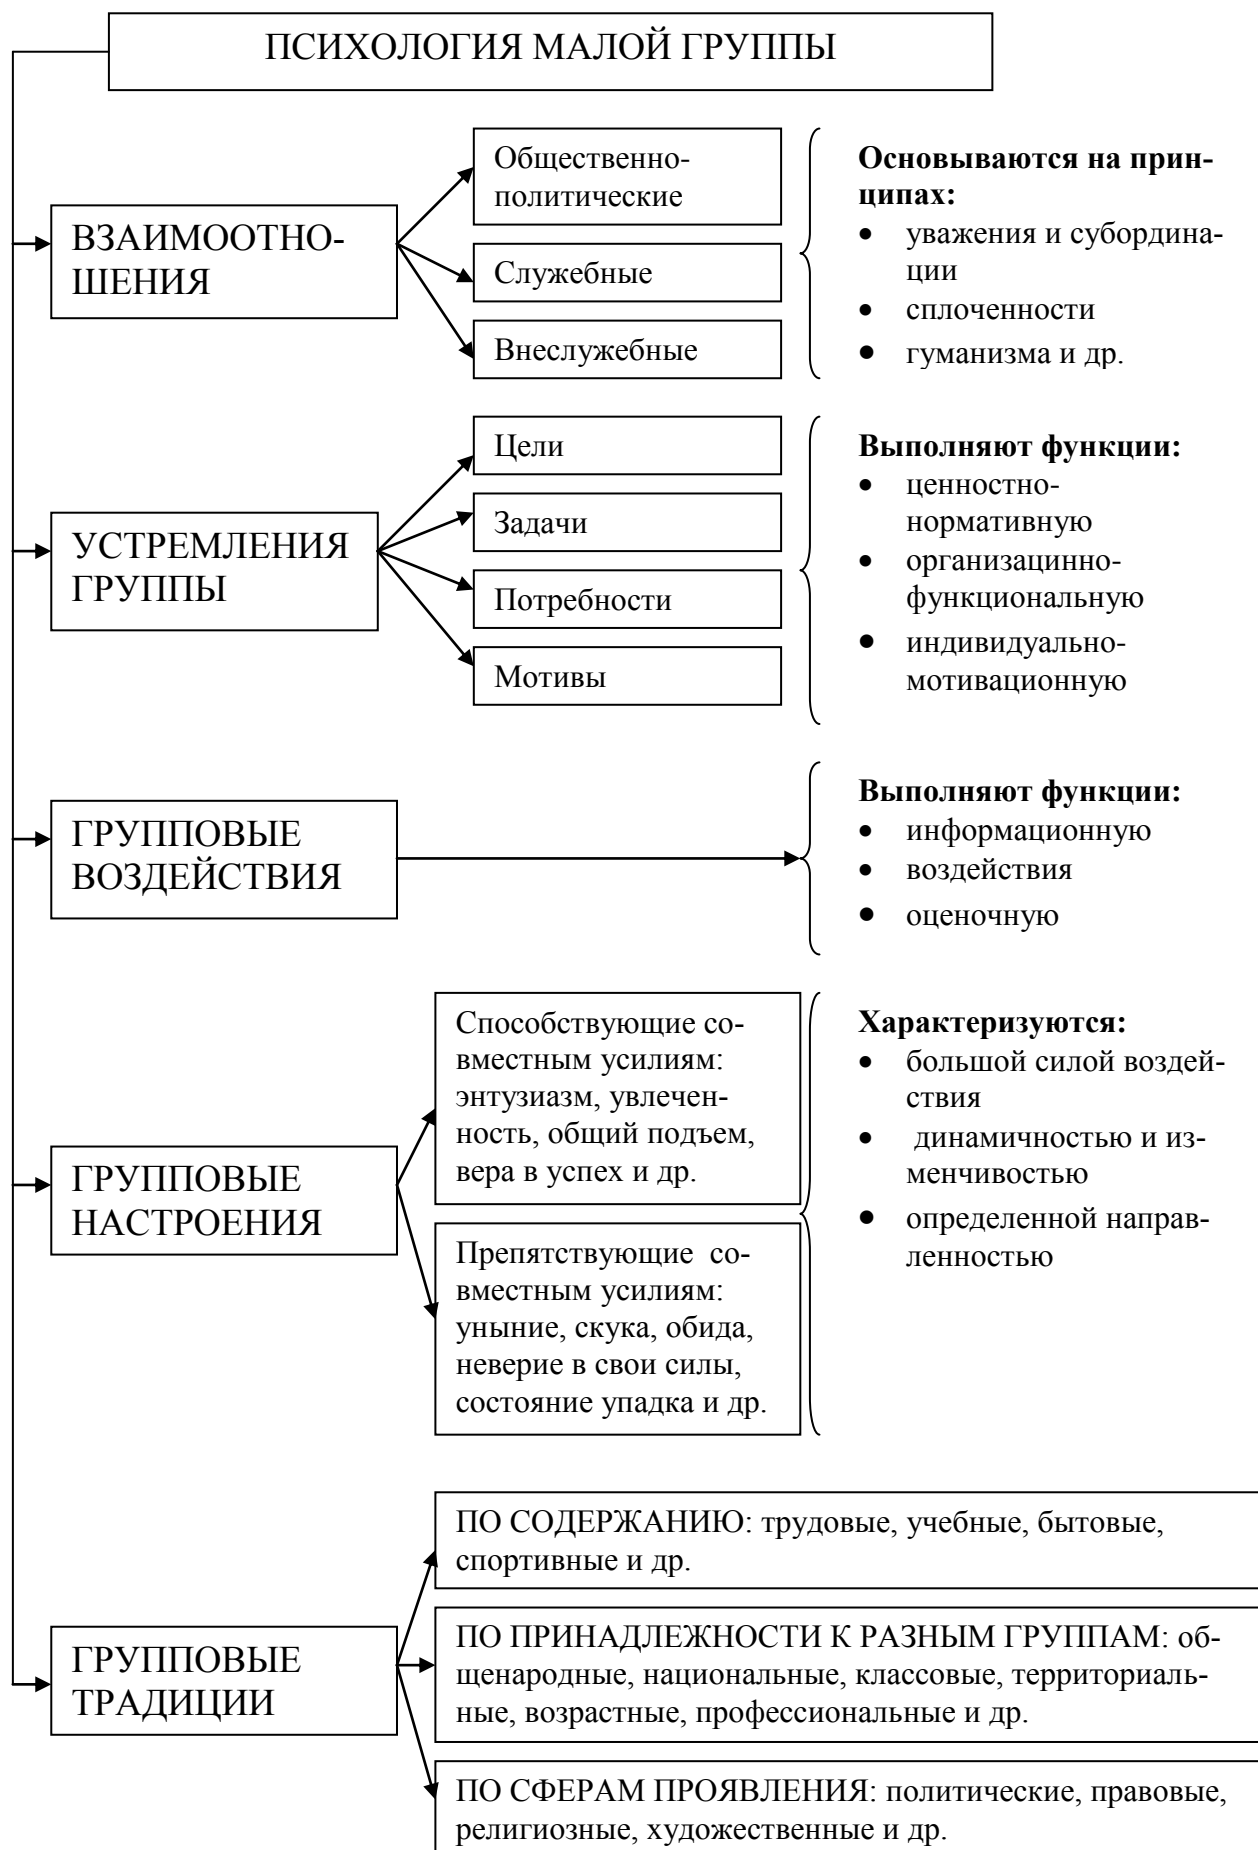 ПСИХОЛОГИЯ МАЛОЙ ГРУППЫ
ВЗАИМООТНО-
ШЕНИЯ
Общественно-
политические
Служебные
Внеслужебные
Основываются на прин-
ципах:
• уважения и субордина-
ции
• сплоченности
• гуманизма и др.
УСТРЕМЛЕНИЯ
ГРУППЫ
Цели
Задачи
Потребности
Мотивы
Выполняют функции:
• ценностно-
нормативную
• организацинно-
функциональную
• индивидуально-
мотивационную
ГРУППОВЫЕ
ВОЗДЕЙСТВИЯ
Выполняют функции:
• информационную
• воздействия
• оценочную
ГРУППОВЫЕ
НАСТРОЕНИЯ
Способствующие со-
вместным усилиям:
энтузиазм, увлечен-
ность, общий подъем,
вера в успех и др.
Препятствующие со-
вместным усилиям:
уныние, скука, обида,
неверие в свои силы,
состояние упадка и др.
Характеризуются:
• большой силой воздей-
ствия
• динамичностью и из-
менчивостью
• определенной направ-
ленностью
ГРУППОВЫЕ
ТРАДИЦИИ
ПО СОДЕРЖАНИЮ: трудовые, учебные, бытовые,
спортивные и др.
ПО ПРИНАДЛЕЖНОСТИ К РАЗНЫМ ГРУППАМ: об-
щенародные, национальные, классовые, территориаль-
ные, возрастные, профессиональные и др.
ПО СФЕРАМ ПРОЯВЛЕНИЯ: политические, правовые,
религиозные, художественные и др.